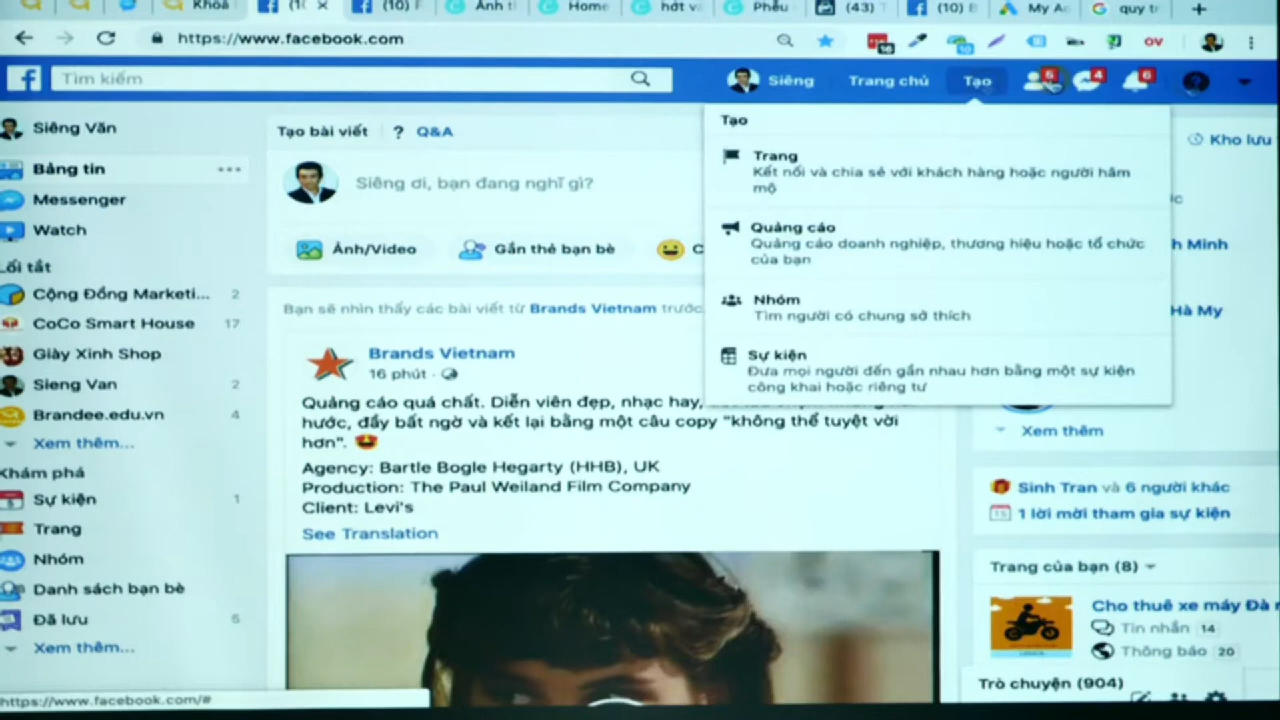 Khoá
(10)
(10) F
Ảnh t
Home
hớt v
Phễu
(43) T
(10) B
My A
quy tr
https://www.facebook.com
16
10
OV
Tìm kiếm
Siêng
Trang chủ
Tạo
6
4
6
Siêng Văn
Bảng tin
Messenger
Watch
Lối tắt
Cộng Đồng Marketi... 2
CoCo Smart House 17
Giày Xinh Shop
Sieng Van 2
Brandee.edu.vn 4
Xem thêm...
Khám phá
Sự kiện 1
Trang
Nhóm
Danh sách bạn bè
Đã lưu 6
Xem thêm...
https://www.facebook.com/#
Tạo bài viết ? Q&A
Siêng ơi, bạn đang nghĩ gì?
Ảnh/Video
Gắn thẻ bạn bè
C
Bạn sẽ nhìn thấy các bài viết từ Brands Vietnam trước
Brands Vietnam
16 phút ·
Quảng cáo quá chất. Diễn viên đẹp, nhạc hay,
hước, đầy bất ngờ và kết lại bằng một câu copy "không thể tuyệt vời
hơn".
Agency: Bartle Bogle Hegarty (HHB), UK
Production: The Paul Weiland Film Company
Client: Levi's
See Translation
Tạo
Trang
Kết nối và chia sẻ với khách hàng hoặc người hâm
mộ
Quảng cáo
Quảng cáo doanh nghiệp, thương hiệu hoặc tổ chức
của bạn
Nhóm
Tìm người có chung sở thích
Sự kiện
Đưa mọi người đến gần nhau hơn bằng một sự kiện
công khai hoặc riêng tư
Kho lưu
h Minh
Hà My
Xem thêm
Sinh Tran và 6 người khác
1 lời mời tham gia sự kiện
Trang của bạn (8)
Cho thuê xe máy Đà
Tin nhắn 14
Thông báo 20
Trò chuyện (904)